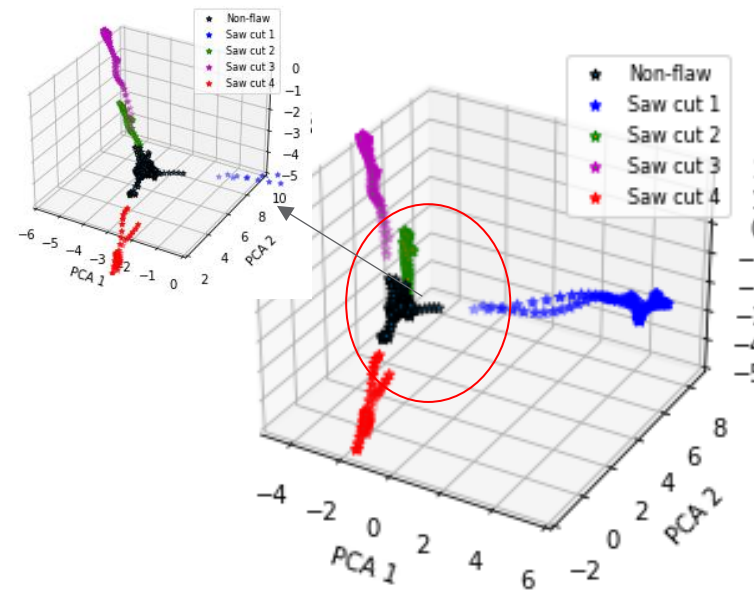 Non-flaw
Saw cut 1
Saw cut 2
Saw cut 3
Saw cut 4
0
−1
−2
−3
−4
−5
10
8
6
4
2
PCA 2
−6
−5
−4
−3
−2
−1
0
PCA 1
Non-flaw
Saw cut 1
Saw cut 2
Saw cut 3
Saw cut 4
8
6
4
2
0
−2
PCA 2
−4
−2
0
2
4
6
PCA 1